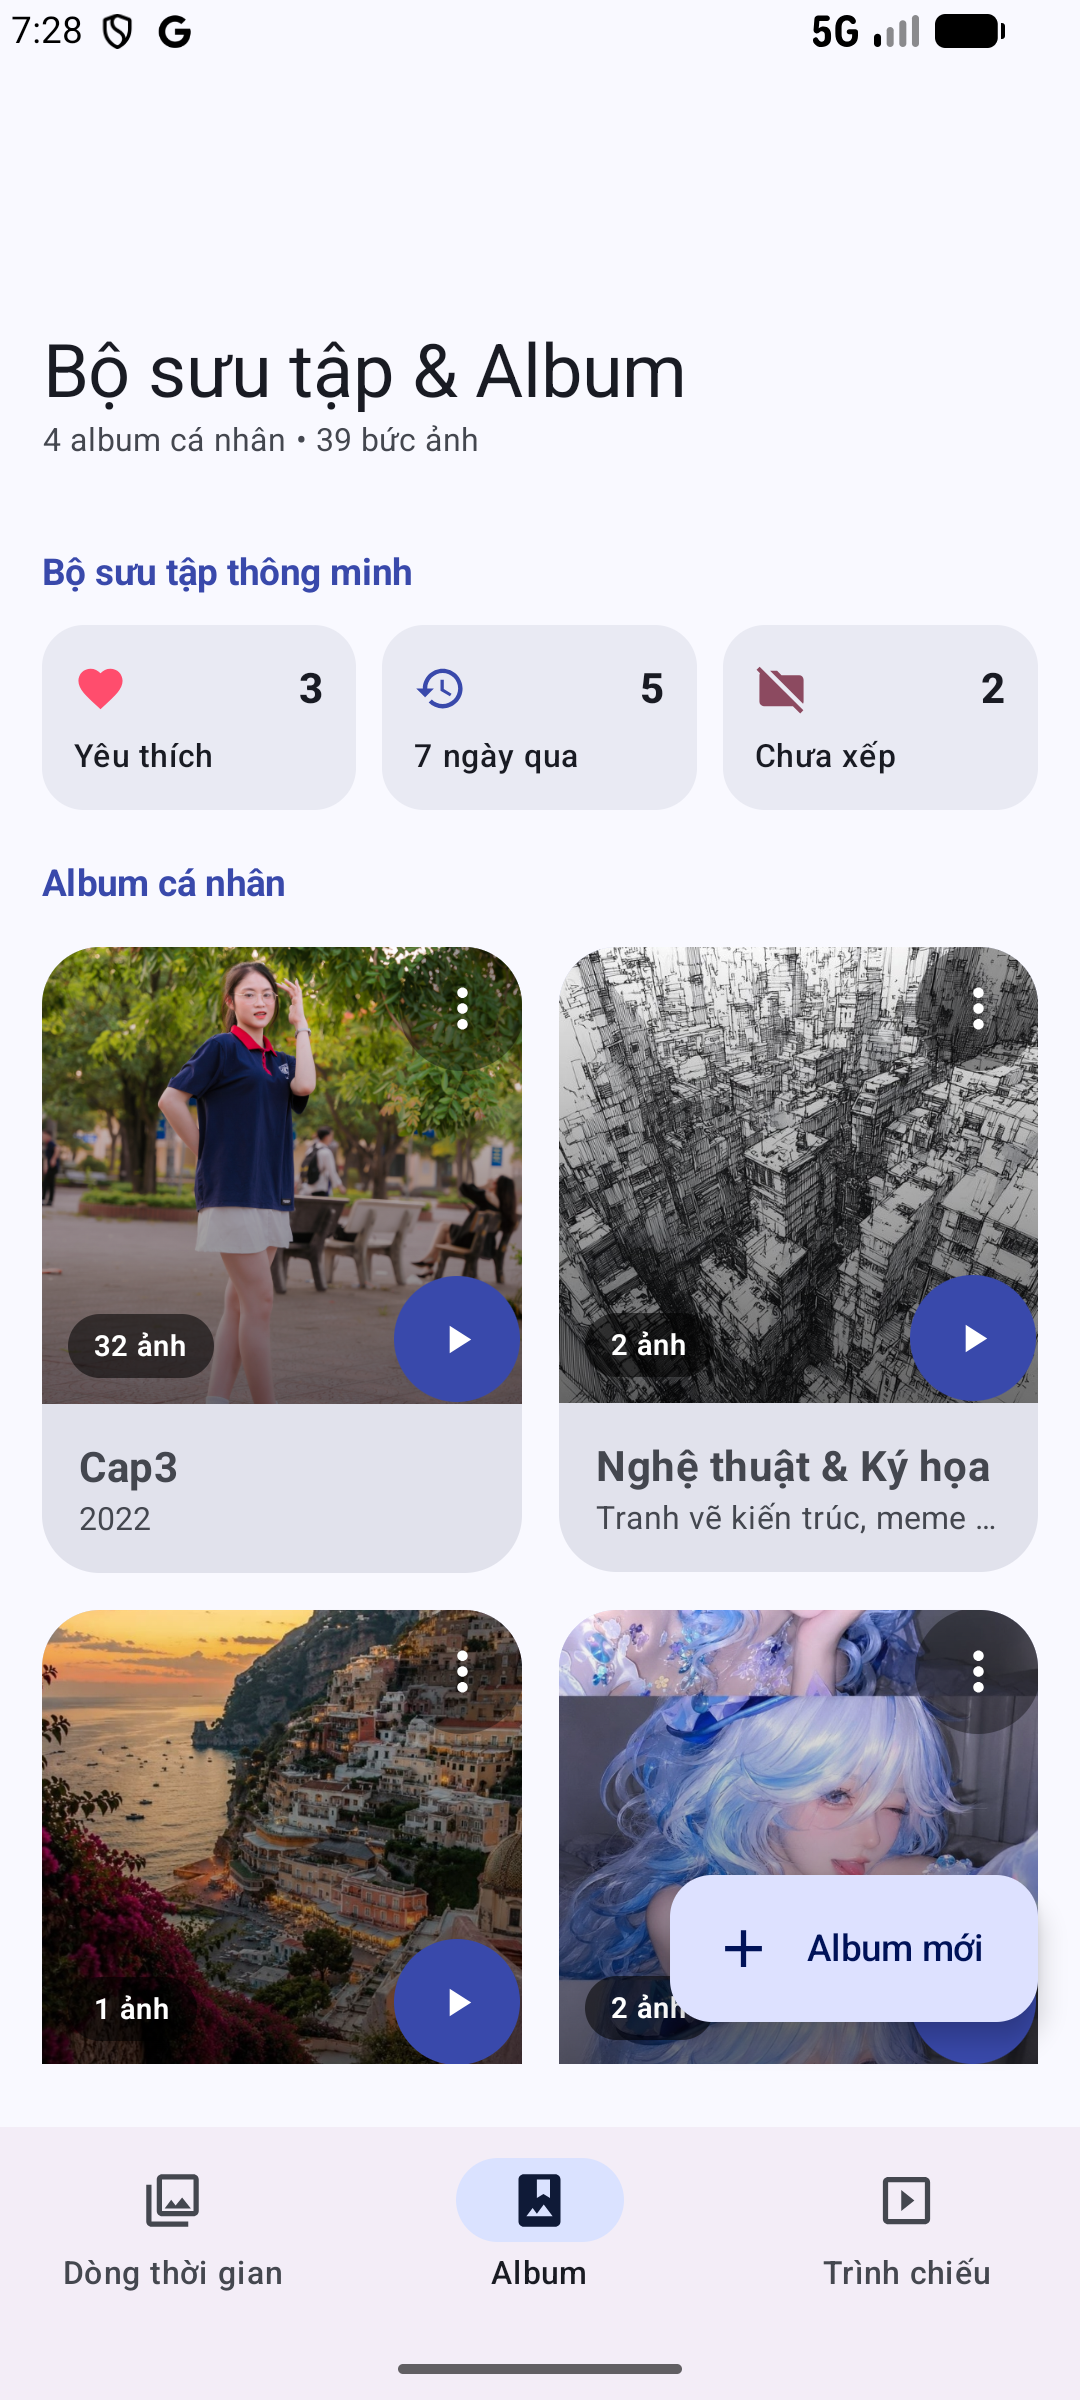 7:28
5G
Bộ sưu tập & Album
4 album cá nhân • 39 bức ảnh
Bộ sưu tập thông minh
3
Yêu thích
5
7 ngày qua
2
Chưa xếp
Album cá nhân
32 ảnh
Cap3
2022
2 ảnh
Nghệ thuật & Ký họa
Tranh vẽ kiến trúc, meme ...
1 ảnh
2 ảnh
Album mới
Dòng thời gian
Album
Trình chiếu